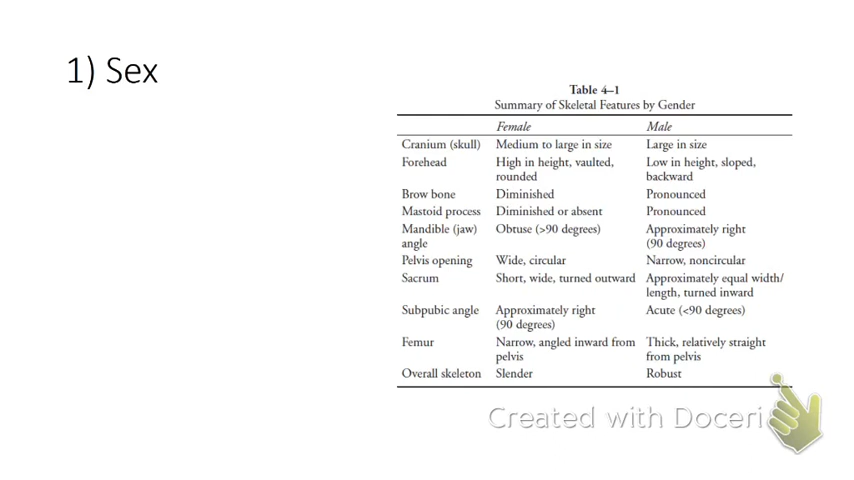 1) Sex
Table 4–1
Summary of Skeletal Features by Gender
Female Male
Cranium (skull) Medium to large in size Large in size
Forehead High in height, vaulted, Low in height, sloped,
rounded backward
Brow bone Diminished Pronounced
Mastoid process Diminished or absent Pronounced
Mandible (jaw) Obtuse (>90 degrees) Approximately right
angle (90 degrees)
Pelvis opening Wide, circular Narrow, noncircular
Sacrum Short, wide, turned outward Approximately equal width/
length, turned inward
Subpubic angle Approximately right Acute (<90 degrees)
(90 degrees)
Femur Narrow, angled inward from Thick, relatively straight
pelvis from pelvis
Overall skeleton Slender Robust
Created with Doceri